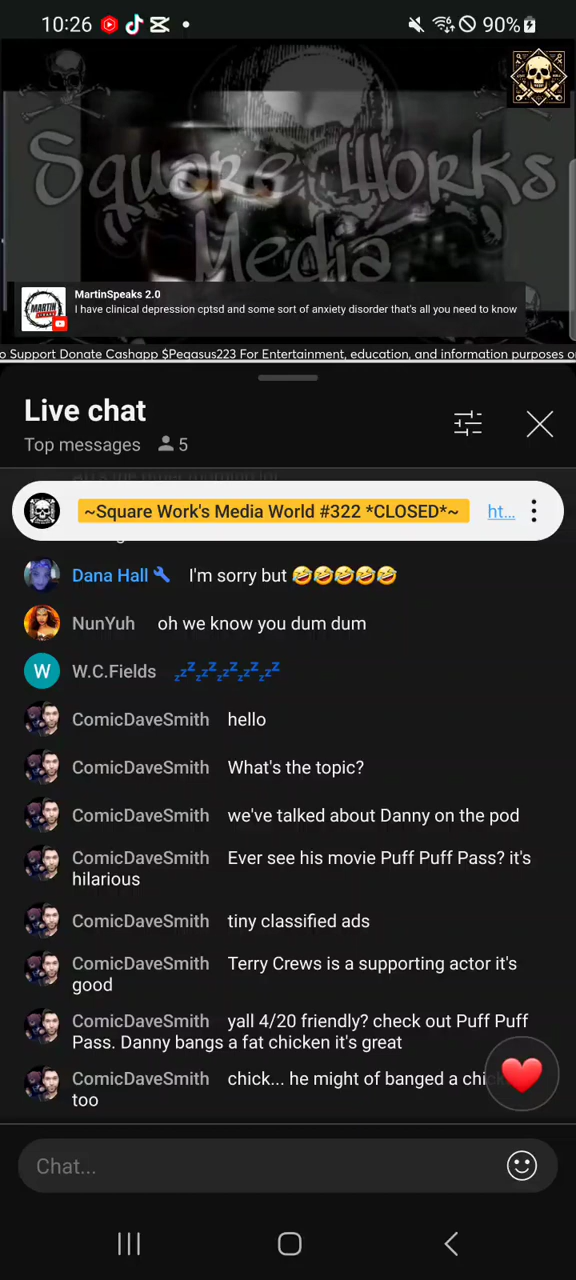 10:26
90%
Square Works
Media
MartinSpeaks 2.0
I have clinical depression cptsd and some sort of anxiety disorder that's all you need to know
o Support Donate Cashapp $Pegasus223 For Entertainment, education, and information purposes o
Live chat
Top messages 5
~Square Work's Media World #322 *CLOSED*~ ht...
Dana Hall I'm sorry but 🤣🤣🤣🤣🤣
NunYuh oh we know you dum dum
W W.C.Fields 💤💤💤💤💤
ComicDaveSmith hello
ComicDaveSmith What's the topic?
ComicDaveSmith we've talked about Danny on the pod
ComicDaveSmith Ever see his movie Puff Puff Pass? it's
hilarious
ComicDaveSmith tiny classified ads
ComicDaveSmith Terry Crews is a supporting actor it's
good
ComicDaveSmith yall 4/20 friendly? check out Puff Puff
Pass. Danny bangs a fat chicken it's great
ComicDaveSmith chick... he might of banged a chi
too
Chat...